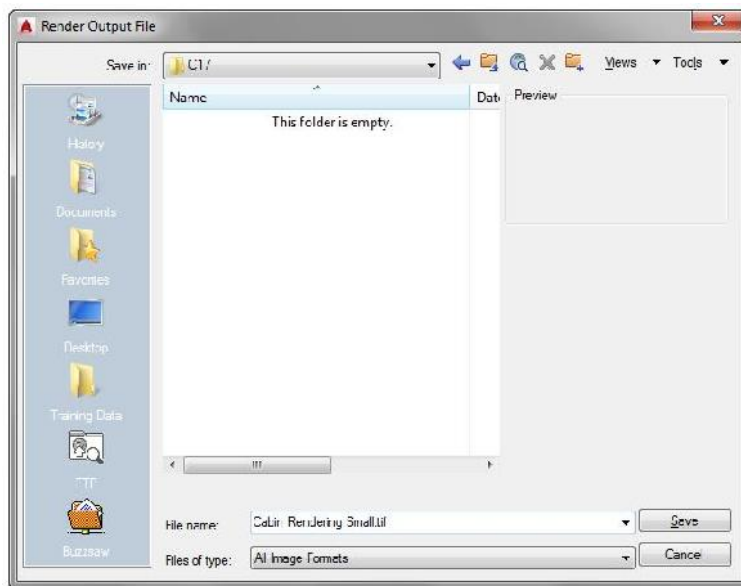 Render Output File
Save in:
C17
Views
Tools
Name
Date
Preview
This folder is empty.
History
Documents
Favorites
Desktop
Training Data
FTP
Buzzsaw
File name:
Cabin Rendering Small.tif
Save
Files of type:
All Image Formats
Cancel